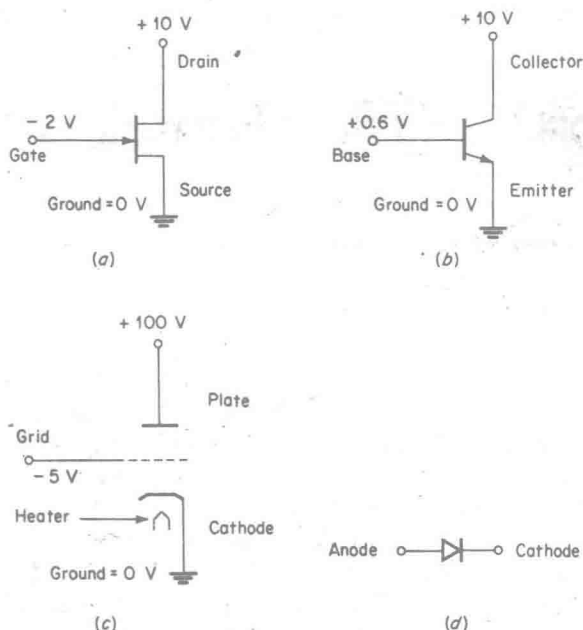 +10 V
Drain
- 2 V
Gate
Source
Ground = 0 V
(a)
+10 V
Collector
+0.6 V
Base
Emitter
Ground = 0 V
(b)
+ 100 V
Plate
Grid
- 5 V
Heater
Cathode
Ground = 0 V
(c)
Anode
Cathode
(d)